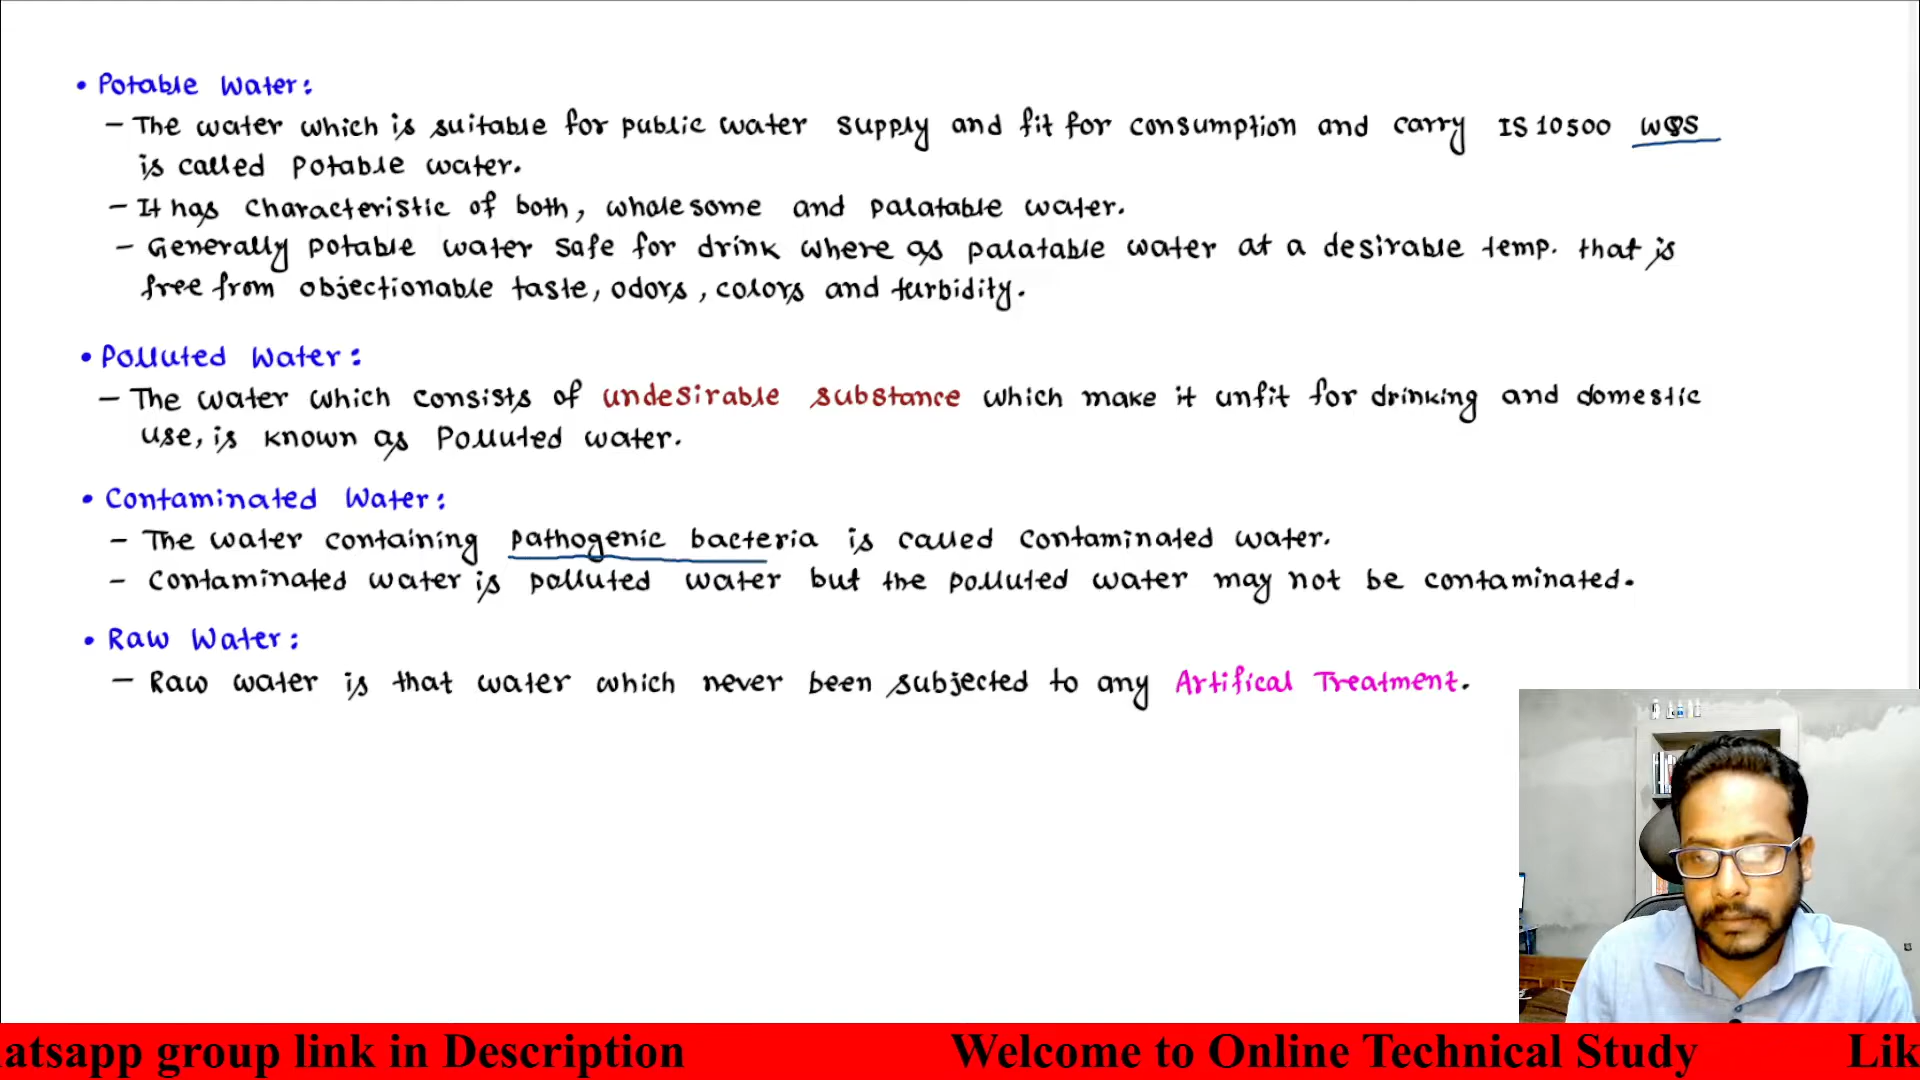 • Potable Water:
– The water which is suitable for public water supply and fit for consumption and carry IS 10500 WQS
is called Potable water.
– It has characteristic of both, wholesome and palatable water.
– Generally potable water safe for drink where as palatable water at a desirable temp. that is
free from objectionable taste, odors, colors and turbidity.
• Polluted Water:
– The water which consists of undesirable substance which make it unfit for drinking and domestic
use, is known as Polluted water.
• Contaminated Water:
– The water containing pathogenic bacteria is called contaminated water.
– Contaminated water is polluted water but the polluted water may not be contaminated.
• Raw Water:
– Raw water is that water which never been subjected to any Artifical Treatment.
atsapp group link in Description Welcome to Online Technical Study Lik